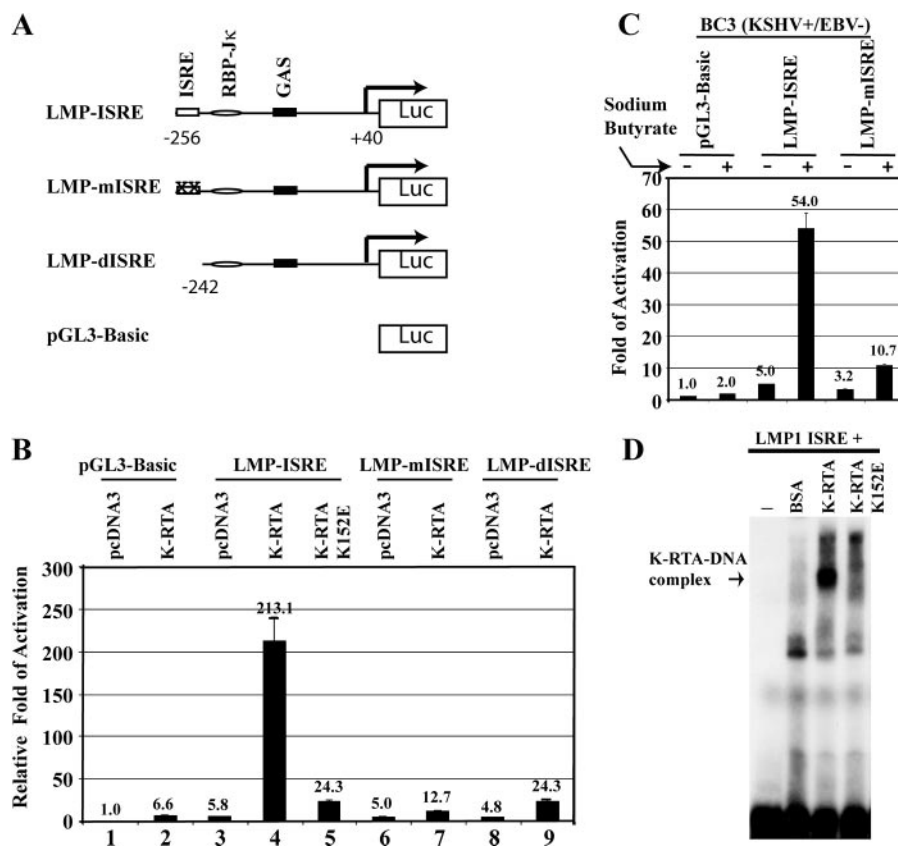 A
ISRE
RBP-Jκ
GAS
LMP-ISRE
Luc
-256
+40
LMP-mISRE
XX
Luc
LMP-dISRE
Luc
-242
pGL3-Basic
Luc
B
pGL3-Basic LMP-ISRE LMP-mISRE LMP-dISRE
pcDNA3
K-RTA
pcDNA3
K-RTA
K-RTA
K152E
pcDNA3
K-RTA
pcDNA3
K-RTA
Relative Fold of Activation
300
250
200
150
100
50
0
1.0 6.6 5.8 213.1 24.3 5.0 12.7 4.8 24.3
1 2 3 4 5 6 7 8 9
C
BC3 (KSHV+/EBV-)
pGL3-Basic
LMP-ISRE
LMP-mISRE
Sodium
Butyrate
- + - + - +
Fold of Activation
70
60
50
40
30
20
10
0
1.0 2.0 5.0 54.0 3.2 10.7
D
LMP1 ISRE +
–
BSA
K-RTA
K-RTA
K152E
K-RTA-DNA
complex